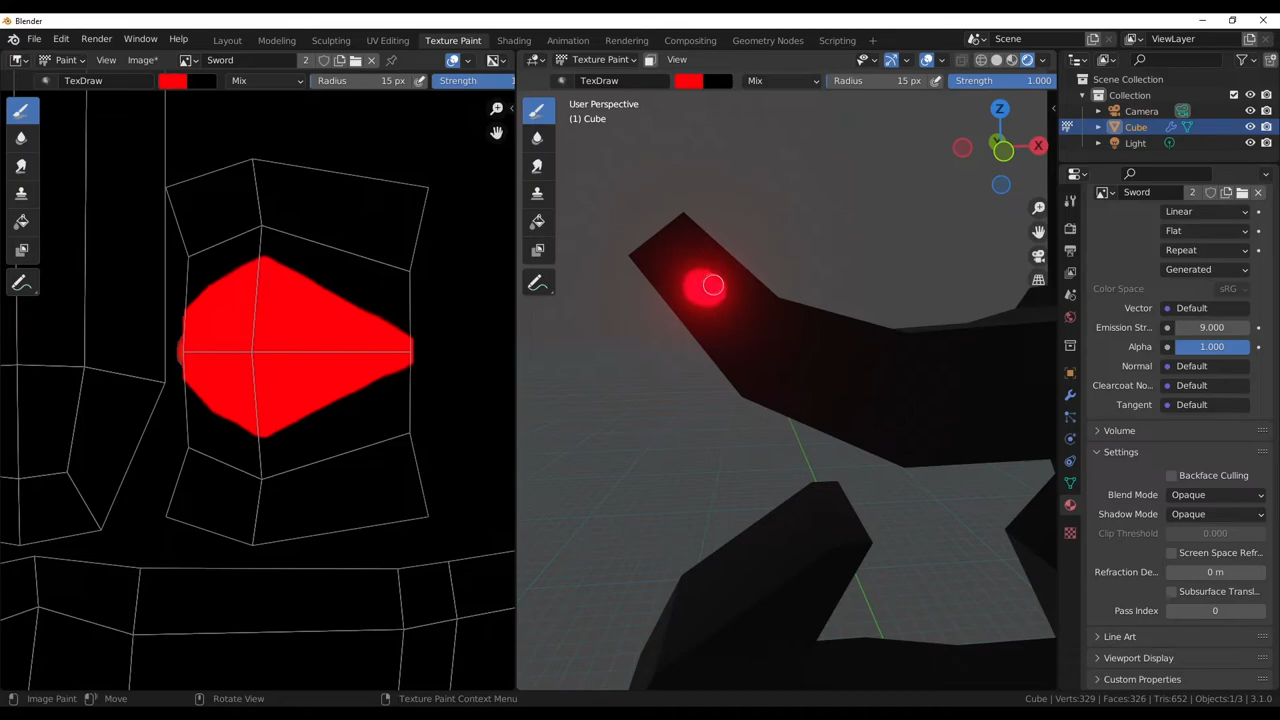 Blender
File Edit Render Window Help Layout Modeling Sculpting UV Editing Texture Paint Shading Animation Rendering Compositing Geometry Nodes Scripting + Scene ViewLayer
Paint View Image* Sword 2 Texture Paint View
TexDraw Mix Radius 15 px Strength TexDraw Mix Radius 15 px Strength 1.000
Scene Collection
Collection
Camera
Cube
Light
User Perspective
(1) Cube
Z
X
Sword 2
Linear
Flat
Repeat
Generated
Color Space sRG
Vector Default
Emission Str... 9.000
Alpha 1.000
Normal Default
Clearcoat No... Default
Tangent Default
Volume
Settings
Backface Culling
Blend Mode Opaque
Shadow Mode Opaque
Clip Threshold 0.000
Screen Space Refr...
Refraction De... 0 m
Subsurface Transl...
Pass Index 0
Line Art
Viewport Display
Custom Properties
Image Paint Move Rotate View Texture Paint Context Menu Cube | Verts:329 | Faces:326 | Tris:652 | Objects:1/3 | 3.1.0